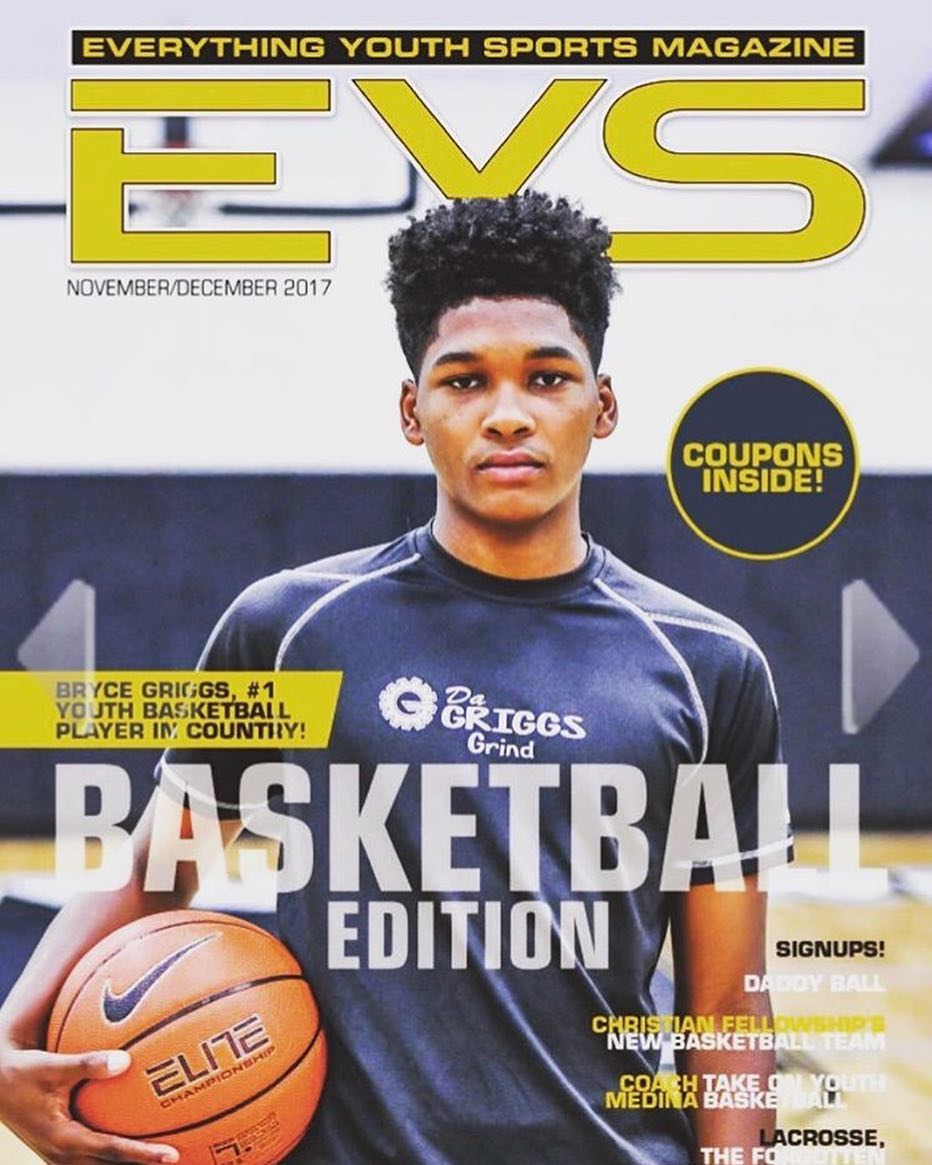 EVERYTHING YOUTH SPORTS MAGAZINE
EYS
NOVEMBER/DECEMBER 2017
COUPONS
INSIDE!
BRYCE GRIGGS, #1
YOUTH BASKETBALL
PLAYER IN COUNTRY!
G
Da
GRIGGS
Grind
BASKETBALL
EDITION
ELITE
CHAMPIONSHIP
SIGNUPS!
DADDY BALL
CHRISTIAN FELLOWSHIP'S
NEW BASKETBALL TEAM
COACH TAKE ON YOUTH
MEDINA BASKETBALL
LACROSSE,
THE FORGOTTEN